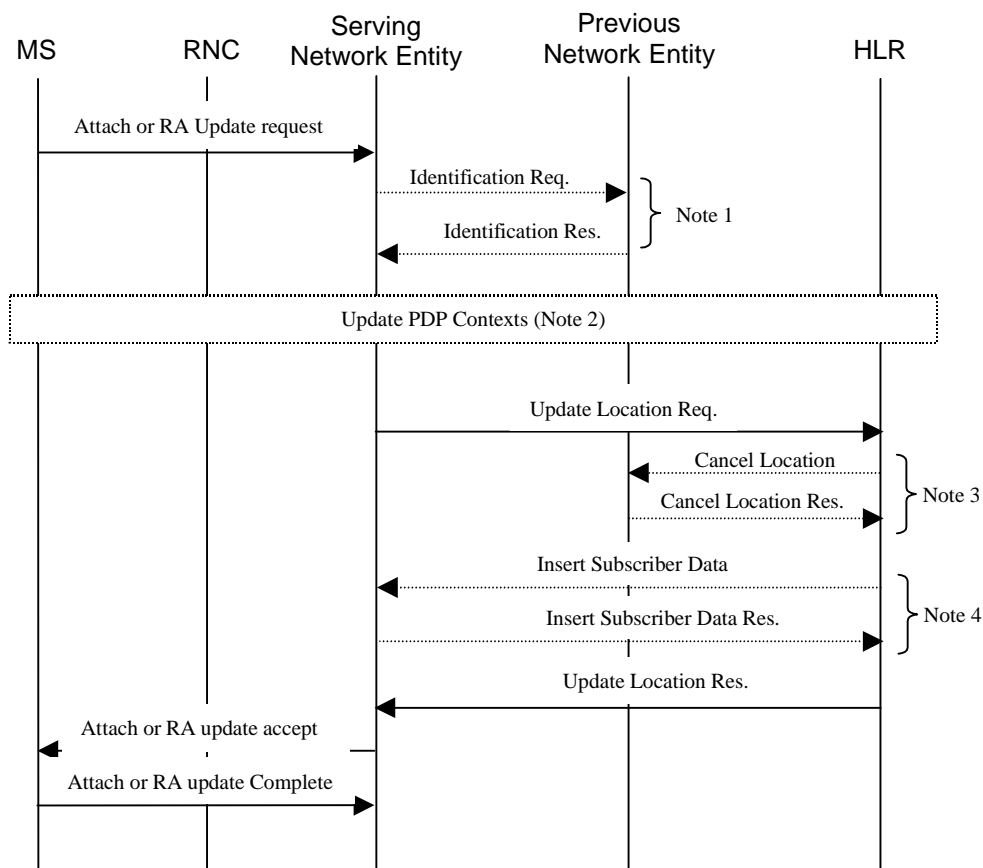 MS
RNC
Serving
Network Entity
Previous
Network Entity
HLR
Attach or RA Update request
Identification Req.
Note 1
Identification Res.
Update PDP Contexts (Note 2)
Update Location Req.
Cancel Location
Note 3
Cancel Location Res.
Insert Subscriber Data
Note 4
Insert Subscriber Data Res.
Update Location Res.
Attach or RA update accept
Attach or RA update Complete